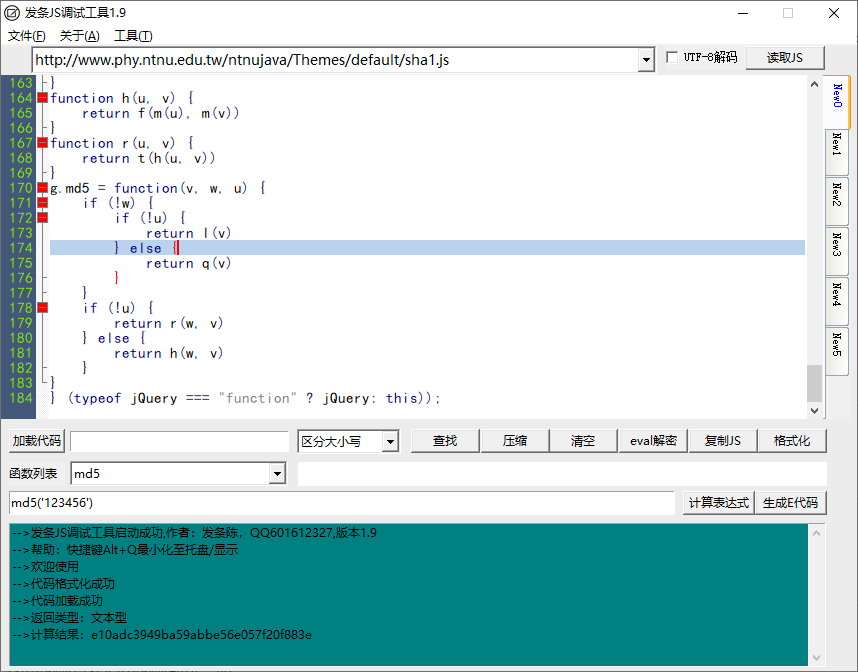 发条JS调试工具1.9
文件(F) 关于(A) 工具(T)
http://www.phy.ntnu.edu.tw/ntnujava/Themes/default/sha1.js UTF-8解码 读取JS
163 }
164 function h(u, v) {
165 return f(m(u), m(v))
166 }
167 function r(u, v) {
168 return t(h(u, v))
169 }
170 g.md5 = function(v, w, u) {
171 if (!w) {
172 if (!u) {
173 return l(v)
174 } else {
175 return q(v)
176 }
177 }
178 if (!u) {
179 return r(w, v)
180 } else {
181 return h(w, v)
182 }
183 }
184 } (typeof jQuery === "function" ? jQuery: this));
New0
New1
New2
New3
New4
New5
加载代码 区分大小写 查找 压缩 清空 eval解密 复制JS 格式化
函数列表 md5
md5('123456') 计算表达式 生成E代码
-->发条JS调试工具启动成功,作者：发条陈，QQ601612327,版本1.9
-->帮助：快捷键Alt+Q最小化至托盘/显示
-->欢迎使用
-->代码格式化成功
-->代码加载成功
-->返回类型：文本型
-->计算结果：e10adc3949ba59abbe56e057f20f883e